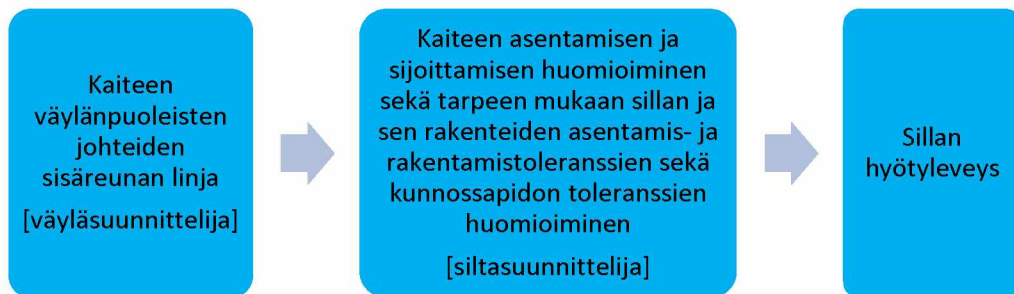 Kaiteen
väylänpuoleisten
johteiden
sisäreunan linja
[väyläsuunnittelija]
Kaiteen asentamisen ja
sijoittamisen huomioiminen
sekä tarpeen mukaan sillan ja
sen rakenteiden asentamis- ja
rakentamistoleranssien sekä
kunnossapidon toleranssien
huomioiminen
[siltasuunnittelija]
Sillan
hyötyleveys